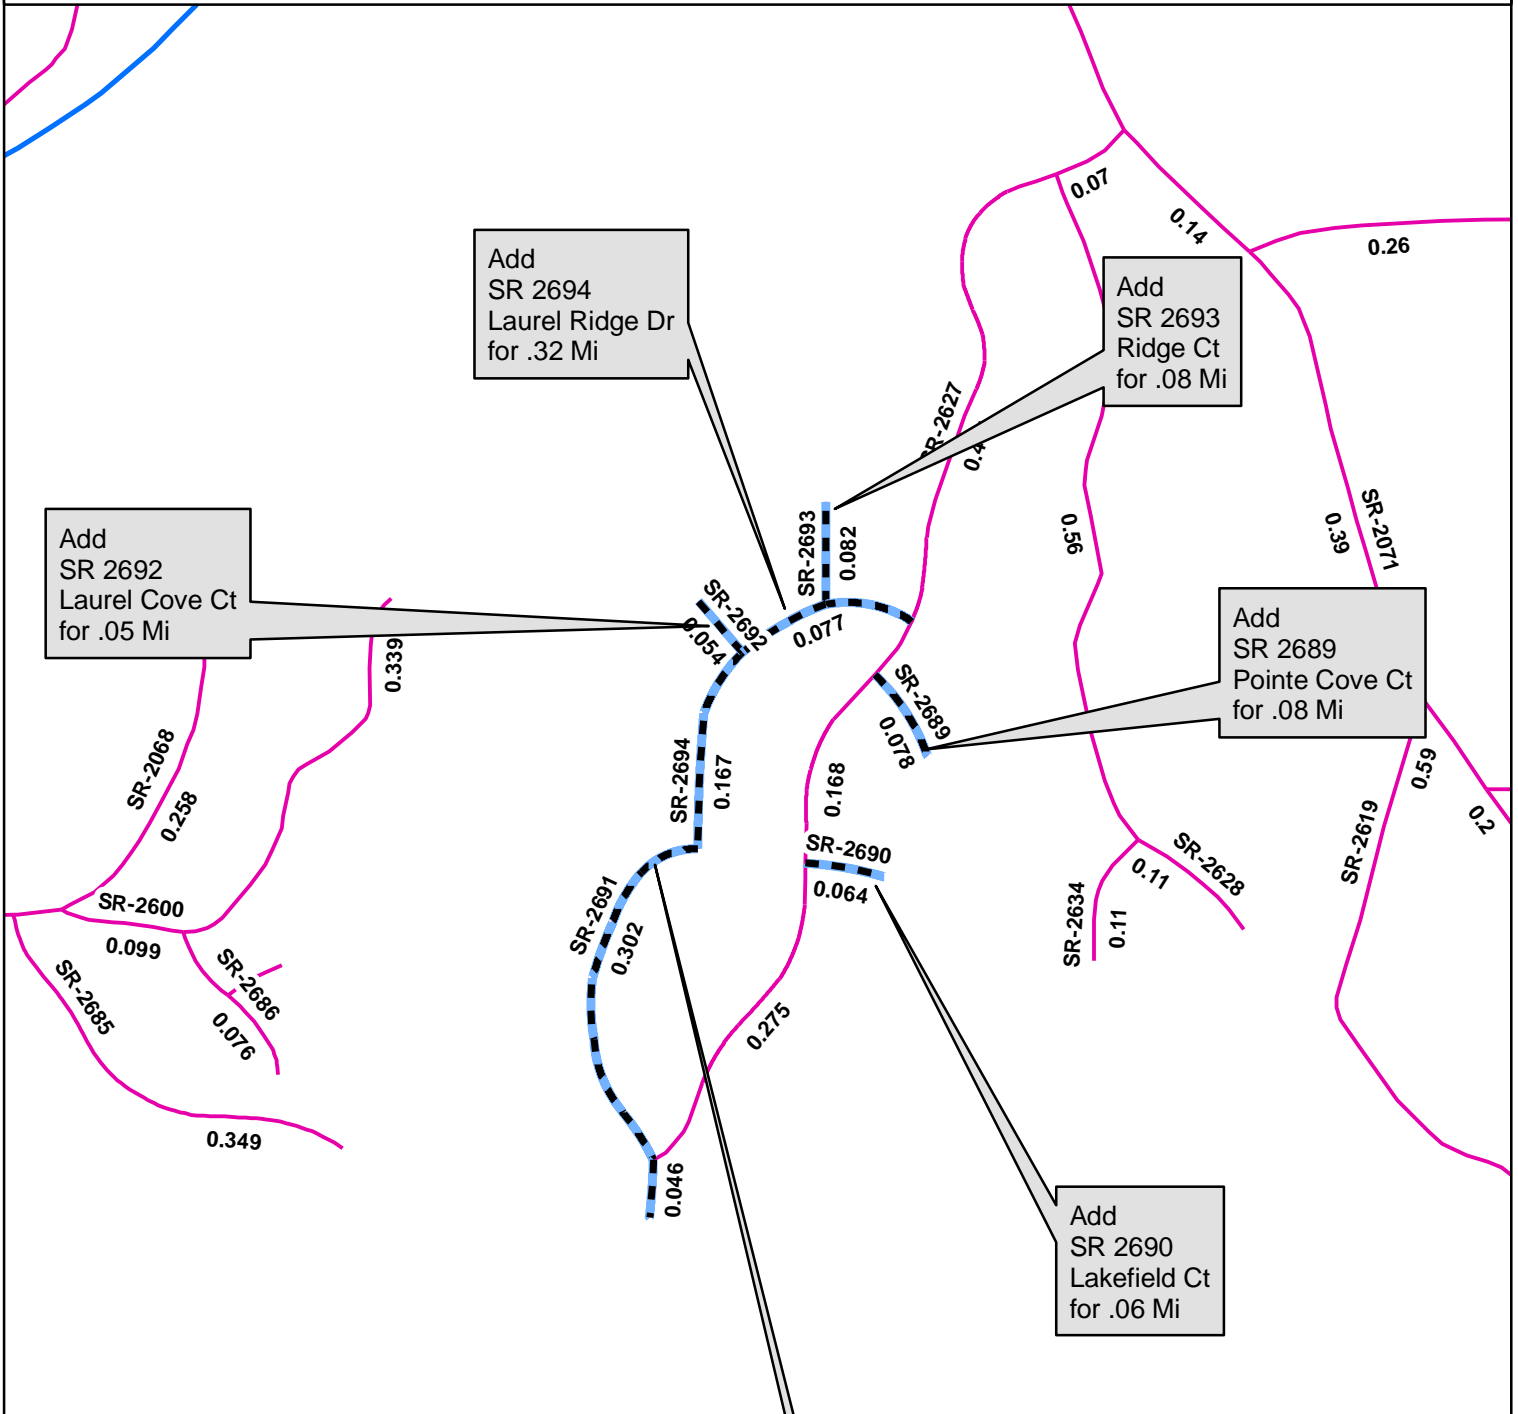 0.07
0.14
0.26
Add
SR 2694
Laurel Ridge Dr
for .32 Mi
Add
SR 2693
Ridge Ct
for .08 Mi
SR-2693
0.082
0.56
SR-2071
0.39
Add
SR 2692
Laurel Cove Ct
for .05 Mi
SR-2692
0.054
0.077
0.339
Add
SR 2689
Pointe Cove Ct
for .08 Mi
SR-2689
0.078
SR-2068
0.258
SR-2694
0.167
0.168
0.59
0.2
SR-2619
SR-2690
0.064
SR-2628
0.11
SR-2634
0.11
SR-2600
0.099
SR-2691
0.302
SR-2686
0.076
SR-2685
0.275
0.349
0.046
Add
SR 2690
Lakefield Ct
for .06 Mi